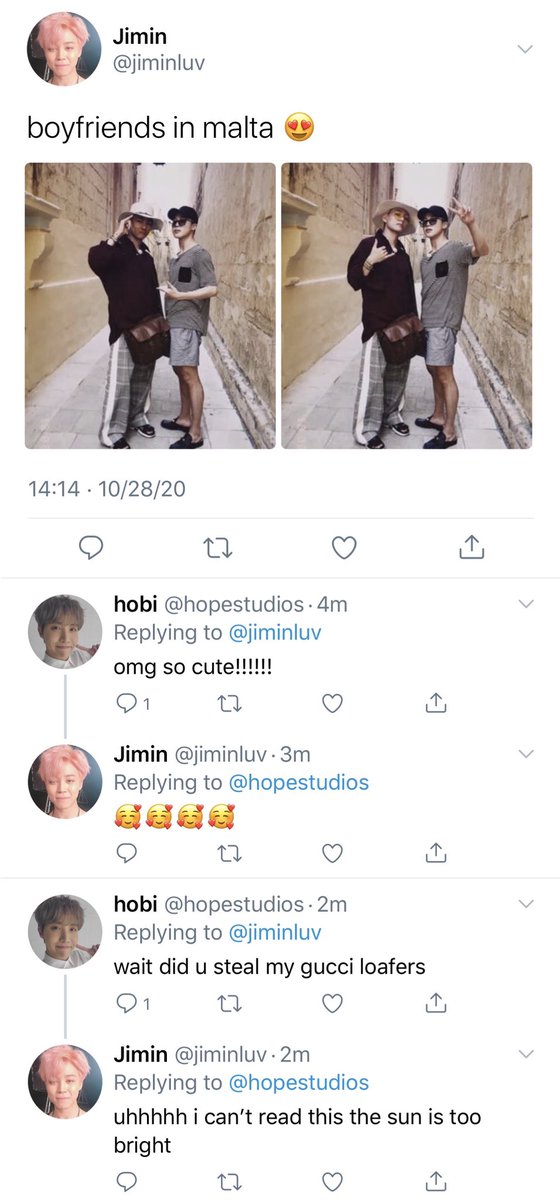 Jimin
@jiminluv
boyfriends in malta 😍
14:14 · 10/28/20
hobi @hopestudios · 4m
Replying to @jiminluv
omg so cute!!!!!!
1
Jimin @jiminluv · 3m
Replying to @hopestudios
🥰🥰🥰🥰
hobi @hopestudios · 2m
Replying to @jiminluv
wait did u steal my gucci loafers
1
Jimin @jiminluv · 2m
Replying to @hopestudios
uhhhhh i can’t read this the sun is too
bright